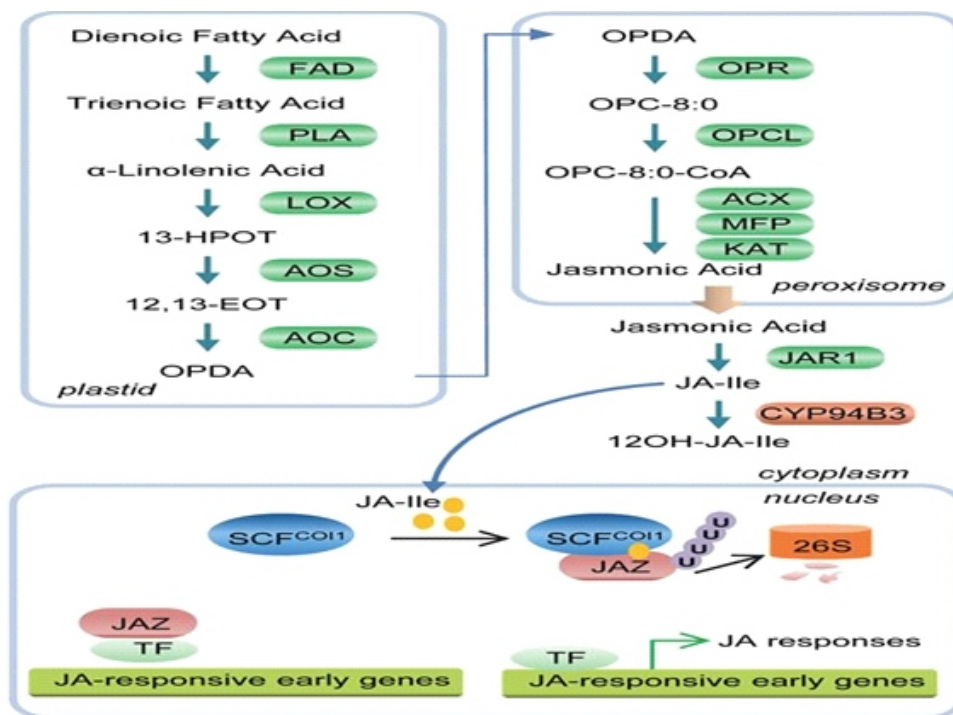 Dienoic Fatty Acid
FAD
Trienoic Fatty Acid
PLA
α-Linolenic Acid
LOX
13-HPOT
AOS
12,13-EOT
AOC
OPDA
plastid
OPDA
OPR
OPC-8:0
OPCL
OPC-8:0-CoA
ACX
MFP
KAT
Jasmonic Acid
peroxisome
Jasmonic Acid
JAR1
JA-Ile
CYP94B3
12OH-JA-Ile
cytoplasm
nucleus
JA-Ile
SCFCOI1
SCFCOI1
JAZ
U
U
U
U
26S
JAZ
TF
JA-responsive early genes
TF
JA responses
JA-responsive early genes